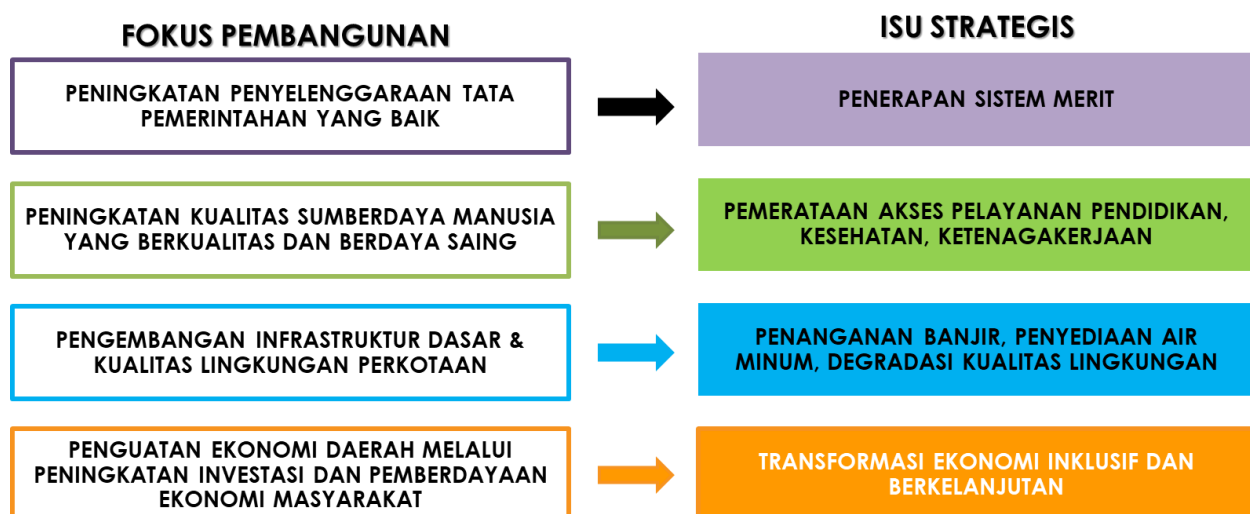 FOKUS PEMBANGUNAN
ISU STRATEGIS
PENINGKATAN PENYELENGGARAAN TATA
PEMERINTAHAN YANG BAIK
PENERAPAN SISTEM MERIT
PENINGKATAN KUALITAS SUMBERDAYA MANUSIA
YANG BERKUALITAS DAN BERDAYA SAING
PEMERATAAN AKSES PELAYANAN PENDIDIKAN,
KESEHATAN, KETENAGAKERJAAN
PENGEMBANGAN INFRASTRUKTUR DASAR &
KUALITAS LINGKUNGAN PERKOTAAN
PENANGANAN BANJIR, PENYEDIAAN AIR
MINUM, DEGRADASI KUALITAS LINGKUNGAN
PENGUATAN EKONOMI DAERAH MELALUI
PENINGKATAN INVESTASI DAN PEMBERDAYAAN
EKONOMI MASYARAKAT
TRANSFORMASI EKONOMI INKLUSIF DAN
BERKELANJUTAN